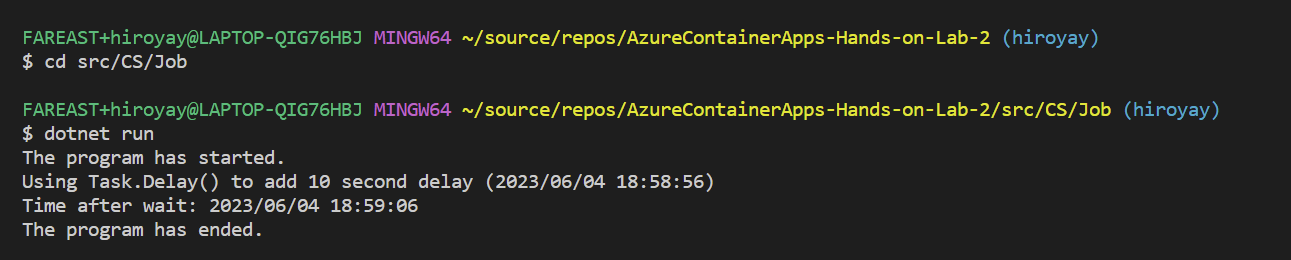 FAREAST+hiroyay@LAPTOP-QIG76HBJ MINGW64 ~/source/repos/AzureContainerApps-Hands-on-Lab-2 (hiroyay)
$ cd src/CS/Job
FAREAST+hiroyay@LAPTOP-QIG76HBJ MINGW64 ~/source/repos/AzureContainerApps-Hands-on-Lab-2/src/CS/Job (hiroyay)
$ dotnet run
The program has started.
Using Task.Delay() to add 10 second delay (2023/06/04 18:58:56)
Time after wait: 2023/06/04 18:59:06
The program has ended.